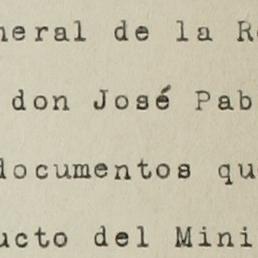 neral de la R
don José Pab
documentos qu
ucto del Mini